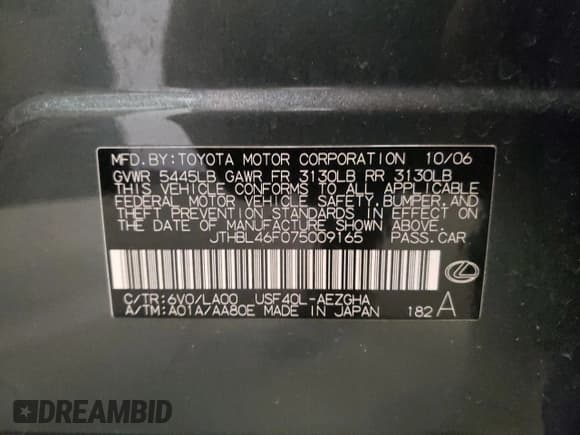 MFD.BY:TOYOTA MOTOR CORPORATION 10/06
GVWR 5445LB GAWR FR 3130LB RR 3130LB
THIS VEHICLE CONFORMS TO ALL APPLICABLE
FEDERAL MOTOR VEHICLE SAFETY,BUMPER,AND
THEFT PREVENTION STANDARDS IN EFFECT ON
THE DATE OF MANUFACTURE SHOWN ABOVE.
JTHBL46F075009165 PASS.CAR
C/TR:6V0/LA00 USF40L-AEZGHA
A/TM:A01A/AA80E MADE IN JAPAN 182 A
DREAMBID